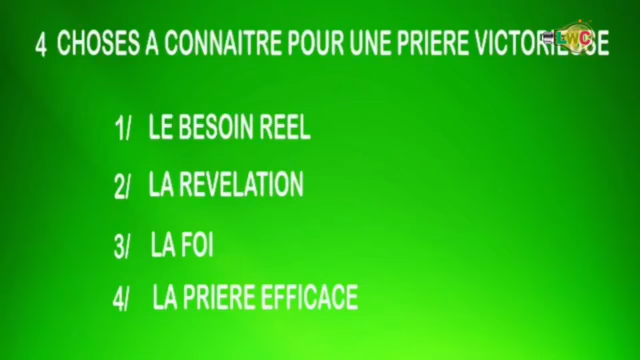 4 CHOSES A CONNAITRE POUR UNE PRIERE VICTORIEUSE
1/ LE BESOIN REEL
2/ LA REVELATION
3/ LA FOI
4/ LA PRIERE EFFICACE